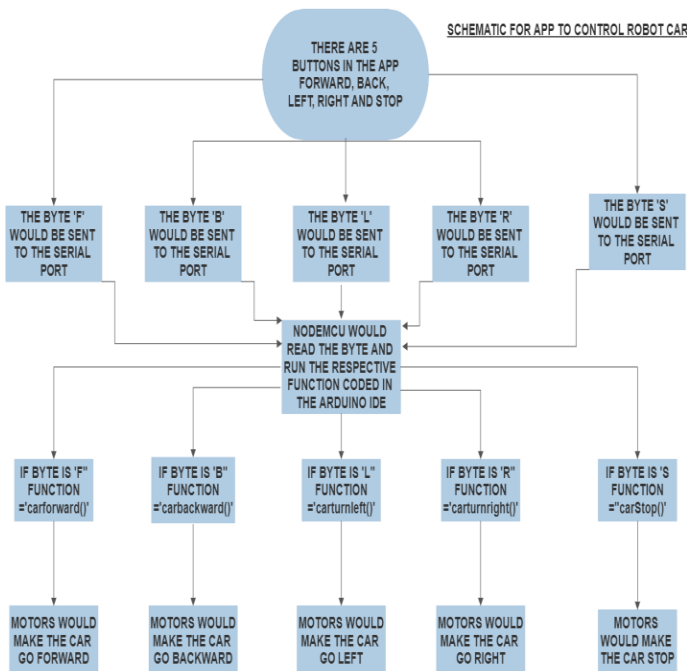 SCHEMATIC FOR APP TO CONTROL ROBOT CAR
THERE ARE 5
BUTTONS IN THE APP
FORWARD, BACK,
LEFT, RIGHT AND STOP
THE BYTE 'F'
WOULD BE SENT
TO THE SERIAL
PORT
THE BYTE 'B'
WOULD BE SENT
TO THE SERIAL
PORT
THE BYTE 'L'
WOULD BE SENT
TO THE SERIAL
PORT
THE BYTE 'R'
WOULD BE SENT
TO THE SERIAL
PORT
THE BYTE 'S'
WOULD BE SENT
TO THE SERIAL
PORT
NODEMCU WOULD
READ THE BYTE AND
RUN THE RESPECTIVE
FUNCTION CODED IN
THE ARDUINO IDE
IF BYTE IS 'F"
FUNCTION
='carforward()'
IF BYTE IS 'B"
FUNCTION
='carbackward()'
IF BYTE IS 'L"
FUNCTION
='carturnleft()'
IF BYTE IS 'R"
FUNCTION
='carturnright()'
IF BYTE IS 'S
FUNCTION
="carStop()'
MOTORS WOULD
MAKE THE CAR
GO FORWARD
MOTORS WOULD
MAKE THE CAR
GO BACKWARD
MOTORS WOULD
MAKE THE CAR
GO LEFT
MOTORS WOULD
MAKE THE CAR
GO RIGHT
MOTORS
WOULD MAKE
THE CAR STOP